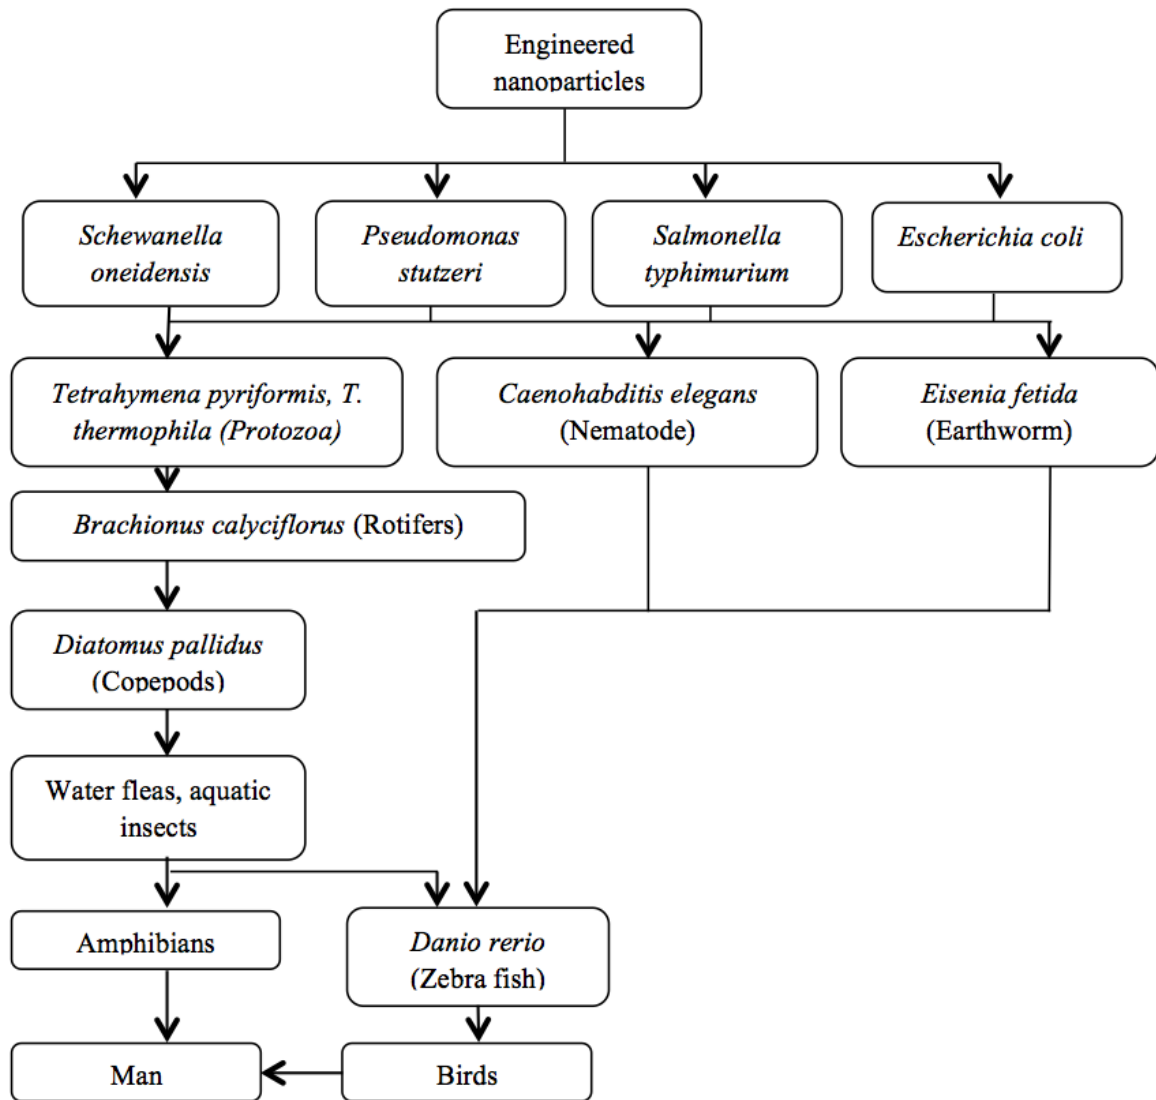 Engineered
nanoparticles
Schewanella
oneidensis
Pseudomonas
stutzeri
Salmonella
typhimurium
Escherichia coli
Tetrahymena pyriformis, T.
thermophila (Protozoa)
Caenohabditis elegans
(Nematode)
Eisenia fetida
(Earthworm)
Brachionus calyciflorus (Rotifers)
Diatomus pallidus
(Copepods)
Water fleas, aquatic
insects
Amphibians
Danio rerio
(Zebra fish)
Man
Birds